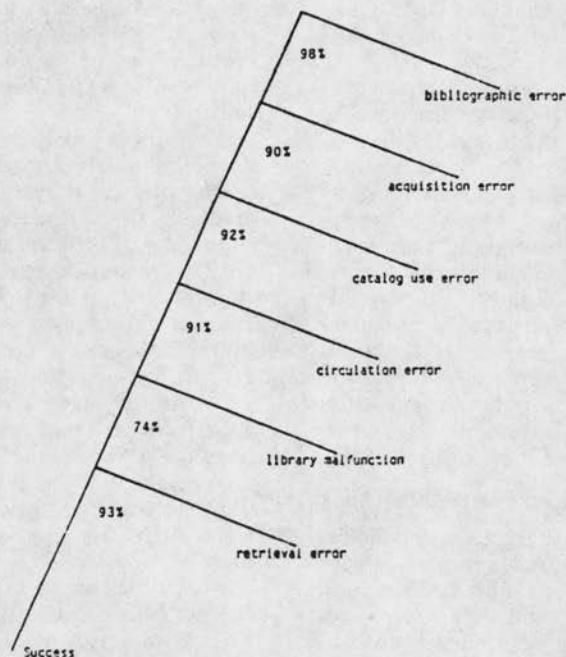 98%
bibliographic error
90%
acquisition error
92%
catalog use error
91%
circulation error
74%
library malfunction
93%
retrieval error
Success